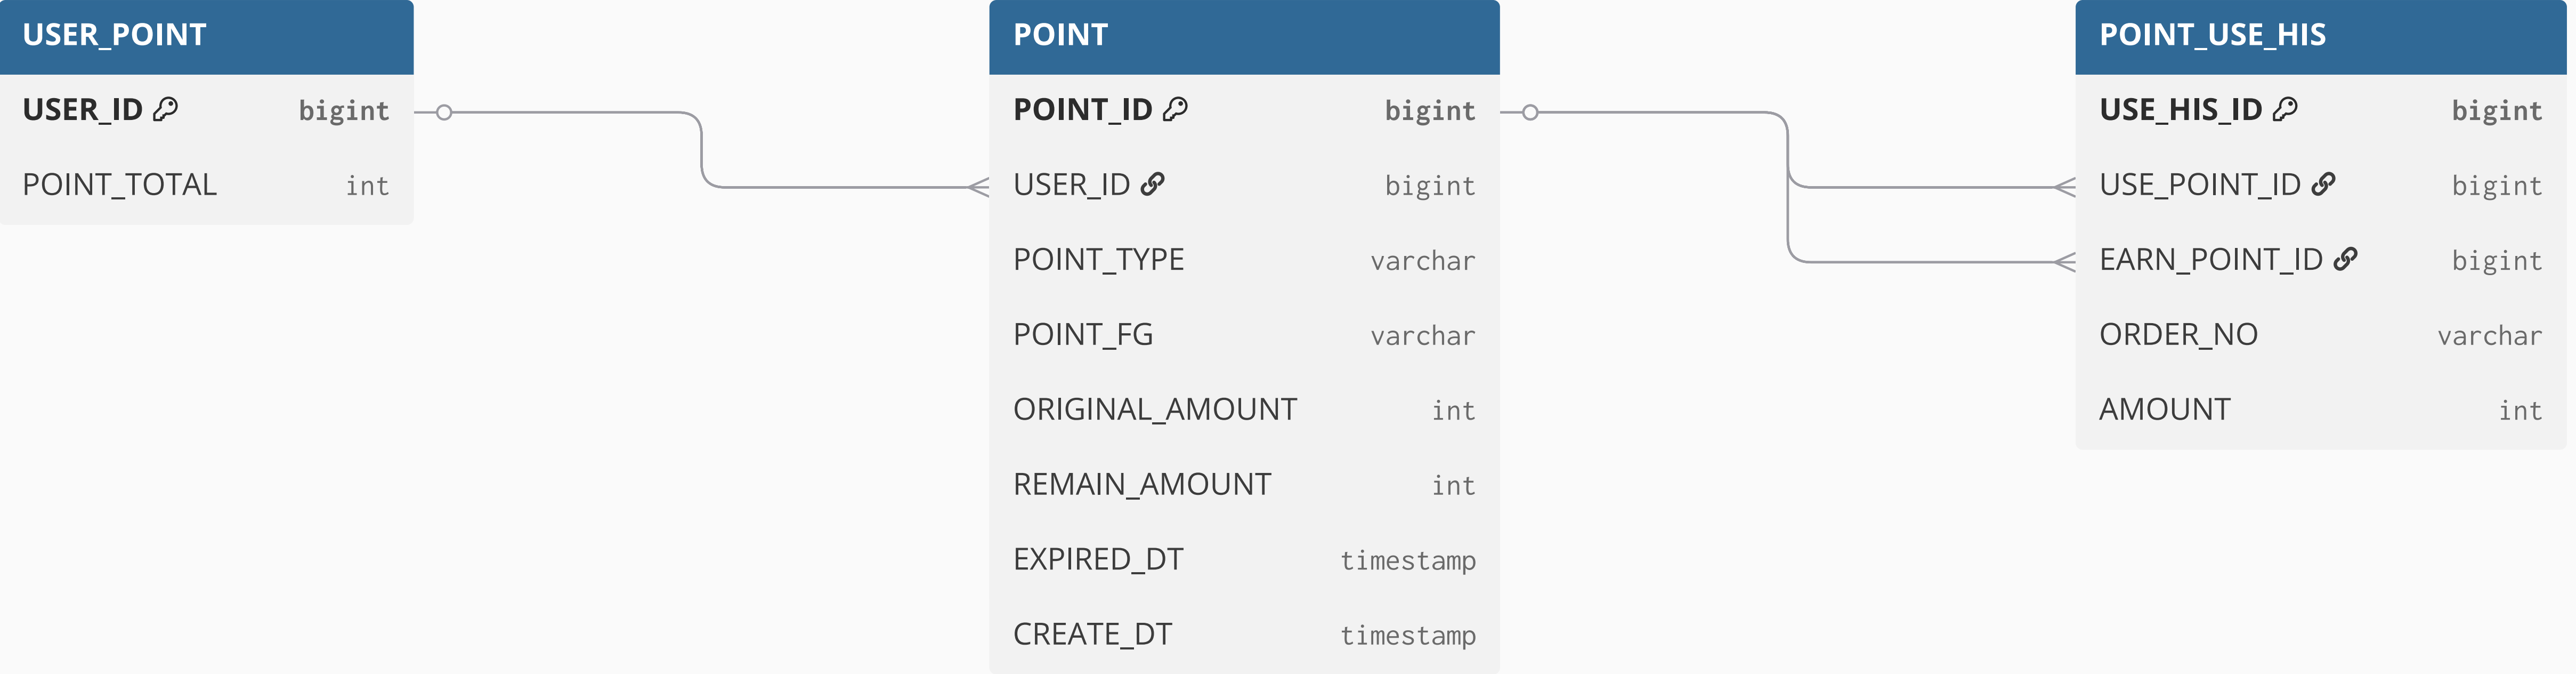 USER_POINT
USER_ID bigint
POINT_TOTAL int
POINT
POINT_ID bigint
USER_ID bigint
POINT_TYPE varchar
POINT_FG varchar
ORIGINAL_AMOUNT int
REMAIN_AMOUNT int
EXPIRED_DT timestamp
CREATE_DT timestamp
POINT_USE_HIS
USE_HIS_ID bigint
USE_POINT_ID bigint
EARN_POINT_ID bigint
ORDER_NO varchar
AMOUNT int